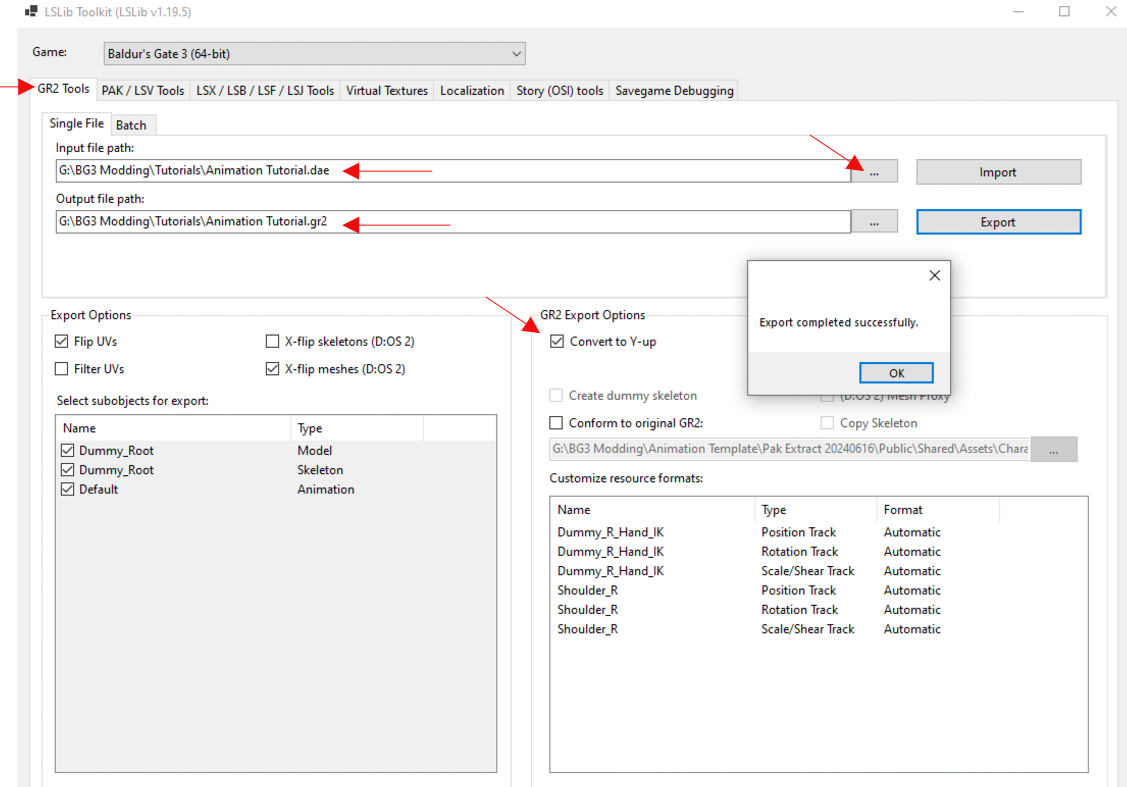 LSLib Toolkit (LSLib v1.19.5)
Game:
Baldur's Gate 3 (64-bit)
GR2 Tools PAK / LSV Tools LSX / LSB / LSF / LSJ Tools Virtual Textures Localization Story (OSI) tools Savegame Debugging
Single File Batch
Input file path:
G:\BG3 Modding\Tutorials\Animation Tutorial.dae ... Import
Output file path:
G:\BG3 Modding\Tutorials\Animation Tutorial.gr2 ... Export
Export completed successfully.
OK
Export Options
Flip UVs X-flip skeletons (D:OS 2)
Filter UVs X-flip meshes (D:OS 2)
Select subobjects for export:
Name Type
Dummy_Root Model
Dummy_Root Skeleton
Default Animation
GR2 Export Options
Convert to Y-up
Create dummy skeleton (D:OS 2) Mesh Proxy
Conform to original GR2: Copy Skeleton
G:\BG3 Modding\Animation Template\Pak Extract 20240616\Public\Shared\Assets\Chara ...
Customize resource formats:
Name Type Format
Dummy_R_Hand_IK Position Track Automatic
Dummy_R_Hand_IK Rotation Track Automatic
Dummy_R_Hand_IK Scale/Shear Track Automatic
Shoulder_R Position Track Automatic
Shoulder_R Rotation Track Automatic
Shoulder_R Scale/Shear Track Automatic